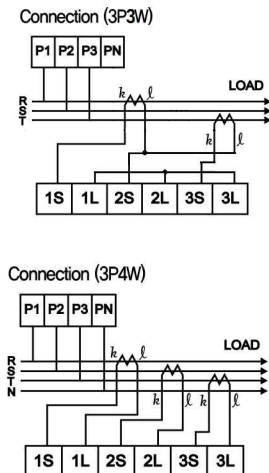 Connection (3P3W)
P1 P2 P3 PN
LOAD
k ℓ
R
S
T
k ℓ
1S 1L 2S 2L 3S 3L
Connection (3P4W)
P1 P2 P3 PN
LOAD
R
S
T
N
k ℓ
k ℓ
k ℓ
1S 1L 2S 2L 3S 3L